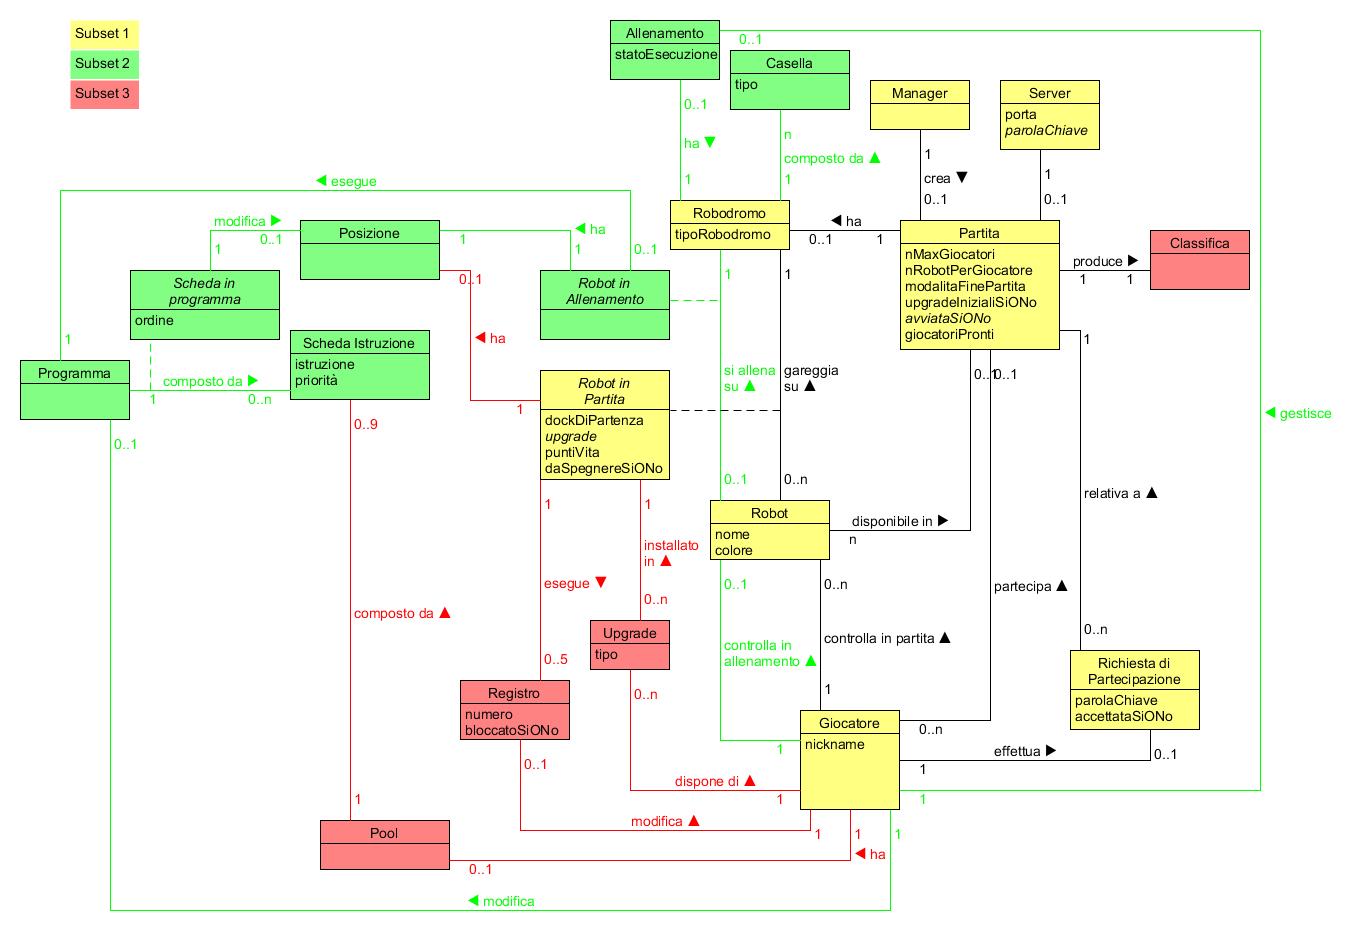 Subset 1
Subset 2
Subset 3
Allenamento
statoEsecuzione
0..1
Casella
tipo
Manager
Server
porta
parolaChiave
0..1
ha
1
n
composto da
1
1
crea
0..1
1
0..1
esegue
modifica
0..1
1
Posizione
1
ha
1
0..1
Robodromo
tipoRobodromo
ha
0..1
1
Partita
nMaxGiocatori
nRobotPerGiocatore
modalitaFinePartita
upgradeInizialiSiONo
avviataSiONo
giocatoriPronti
produce
1
1
Classifica
Scheda in
programma
ordine
0..1
ha
1
Robot in
Allenamento
1
1
1
Programma
composto da
1
0..n
Scheda Istruzione
istruzione
priorità
Robot in
Partita
dockDiPartenza
upgrade
puntiVita
daSpegnereSiONo
si allena
su
gareggia
su
0..1
0..1
1
gestisce
0..1
0..9
0..1
0..n
relativa a
Robot
nome
colore
disponibile in
n
1
esegue
0..5
1
installato
in
0..n
0..1
controlla in
allenamento
1
0..n
controlla in partita
1
partecipa
0..n
0..n
composto da
1
Upgrade
tipo
0..n
Richiesta di
Partecipazione
parolaChiave
accettataSiONo
Registro
numero
bloccatoSiONo
0..1
Giocatore
nickname
effettua
1
0..1
dispone di
1
1
modifica
1
1
1
ha
Pool
0..1
modifica